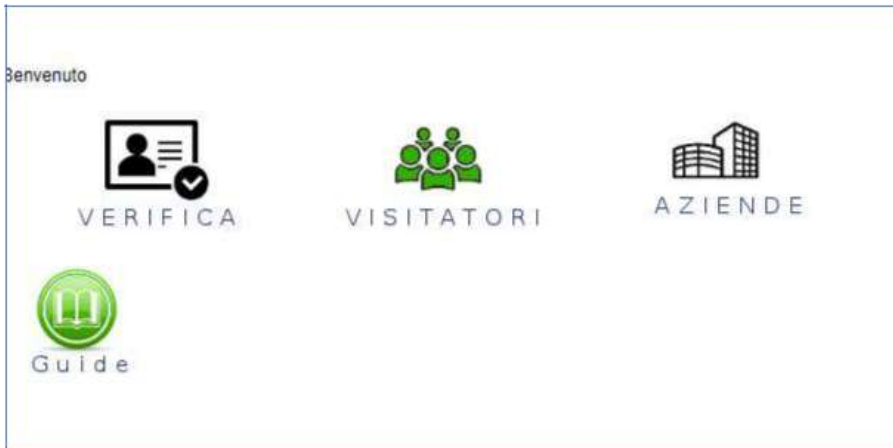 Benvenuto
VERIFICA
VISITATORI
AZIENDE
Guide